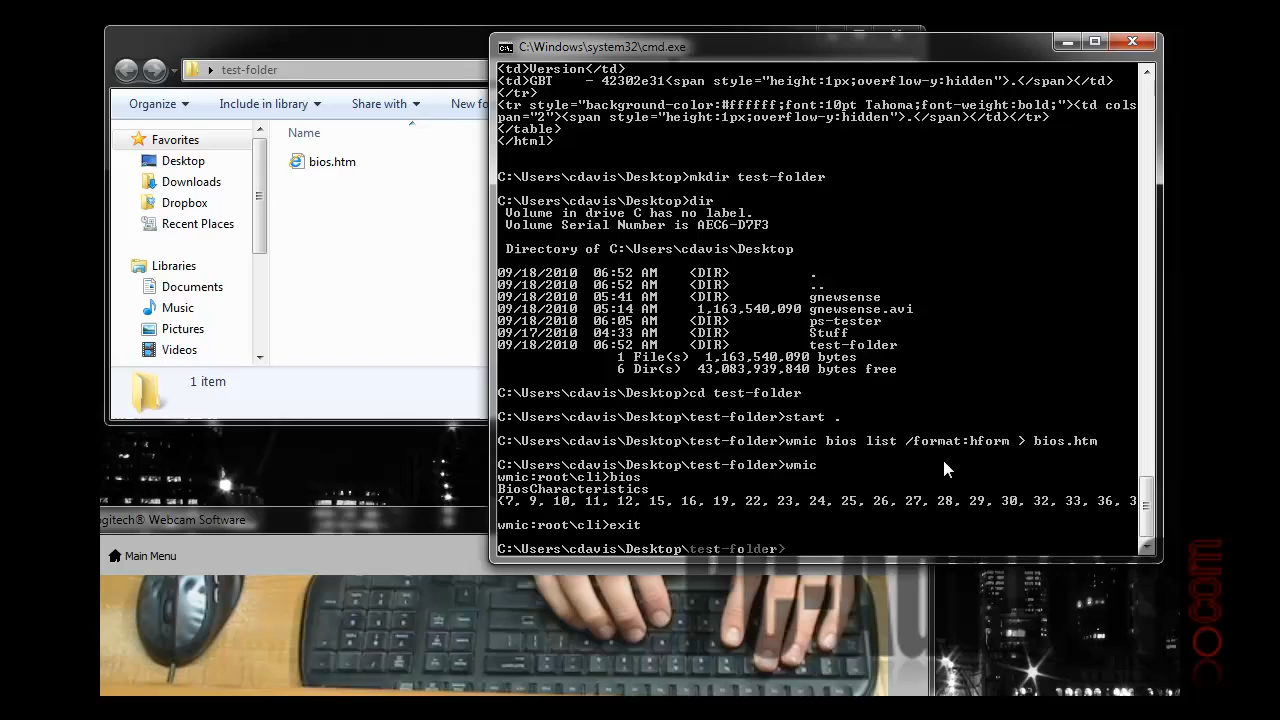 test-folder
Organize
Include in library
Share with
New fo
Favorites
Desktop
Downloads
Dropbox
Recent Places
Libraries
Documents
Music
Pictures
Videos
Name
bios.htm
1 item
C:\Windows\system32\cmd.exe
<td>Version</td>
<td>GBT   - 42302e31<span style="height:1px;overflow-y:hidden">.</span></td>
</tr>
<tr style="background-color:#ffffff;font:10pt Tahoma;font-weight:bold;"><td cols
pan="2"><span style="height:1px;overflow-y:hidden">.</span></td></tr>
</table>
</html>
C:\Users\cdavis\Desktop>mkdir test-folder
C:\Users\cdavis\Desktop>dir
Volume in drive C has no label.
Volume Serial Number is AEC6-D7F3
Directory of C:\Users\cdavis\Desktop
09/18/2010  06:52 AM    <DIR>          .
09/18/2010  06:52 AM    <DIR>          ..
09/18/2010  05:41 AM    <DIR>          gnewsense
09/18/2010  05:14 AM     1,163,540,090 gnewsense.avi
09/18/2010  06:05 AM    <DIR>          ps-tester
09/17/2010  04:33 AM    <DIR>          Stuff
09/18/2010  06:52 AM    <DIR>          test-folder
1 File(s)  1,163,540,090 bytes
6 Dir(s)  43,083,939,840 bytes free
C:\Users\cdavis\Desktop>cd test-folder
C:\Users\cdavis\Desktop\test-folder>start .
C:\Users\cdavis\Desktop\test-folder>wmic bios list /format:hform > bios.htm
C:\Users\cdavis\Desktop\test-folder>wmic
wmic:root\cli>bios
BiosCharacteristics
{7, 9, 10, 11, 12, 15, 16, 19, 22, 23, 24, 25, 26, 27, 28, 29, 30, 32, 33, 36, 3
wmic:root\cli>exit
C:\Users\cdavis\Desktop\test-folder>
ogitech® Webcam Software
Main Menu